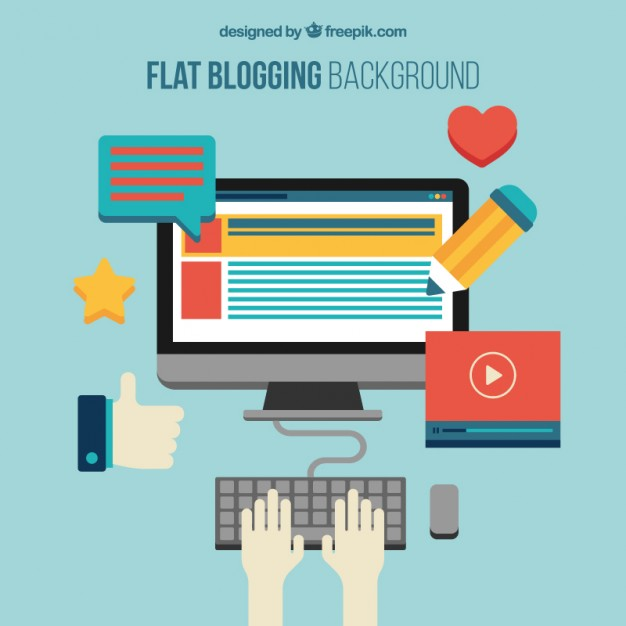 designed by freepik.com
FLAT BLOGGING BACKGROUND